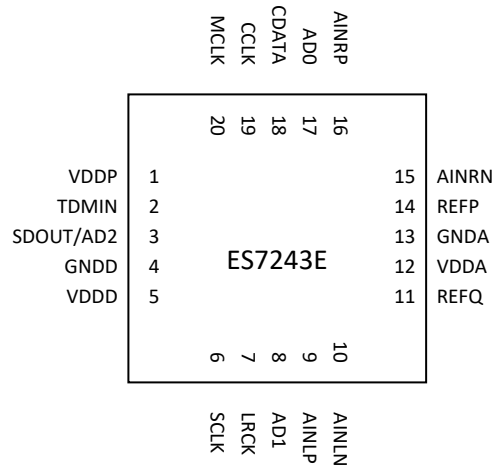 MCLK CCLK CDATA AD0 AINRP
20 19 18 17 16
VDDP 1 15 AINRN
TDMIN 2 14 REFP
SDOUT/AD2 3 13 GNDA
GNDD 4 12 VDDA
ES7243E
VDDD 5 11 REFQ
6 7 8 9 10
SCLK LRCK AD1 AINLP AINLN